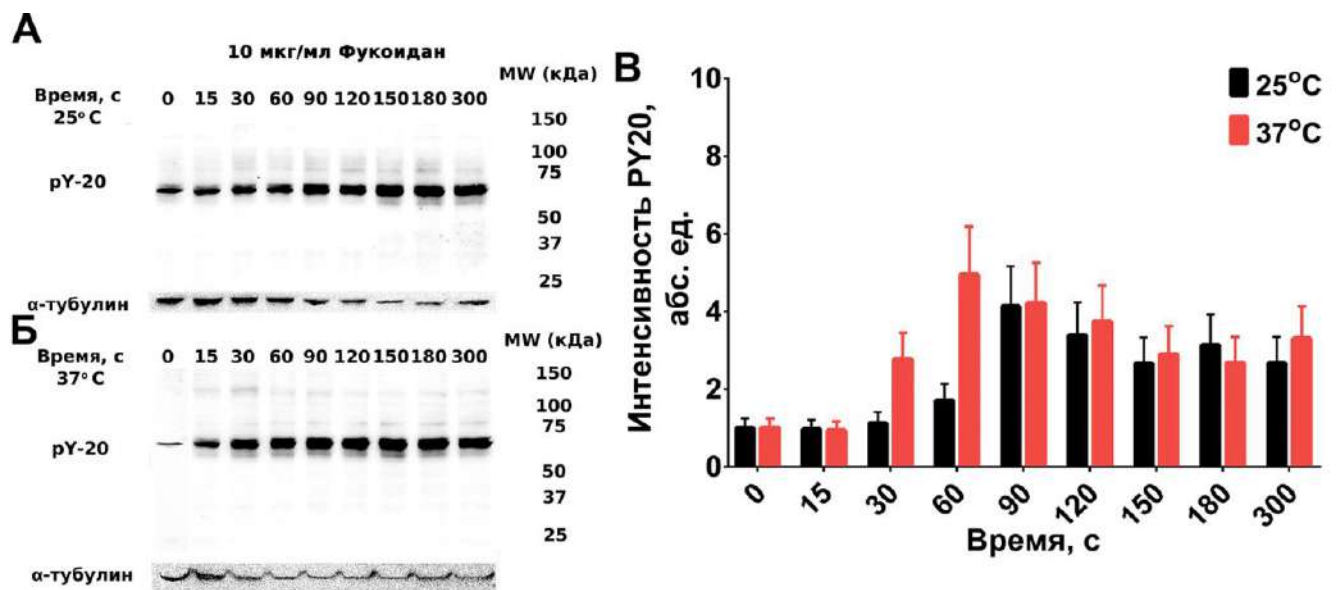 А
10 мкг/мл Фукоидан
MW (кДа)
Время, с 0 15 30 60 90 120 150 180 300
25°C
150
100
75
pY-20
50
37
25
α-тубулин
Б
MW (кДа)
Время, с 0 15 30 60 90 120 150 180 300
37°C
150
100
75
pY-20
50
37
25
α-тубулин
В
Интенсивность PY20,
абс. ед.
10
8
6
4
2
0
0 15 30 60 90 120 150 180 300
Время, с
25°C
37°C